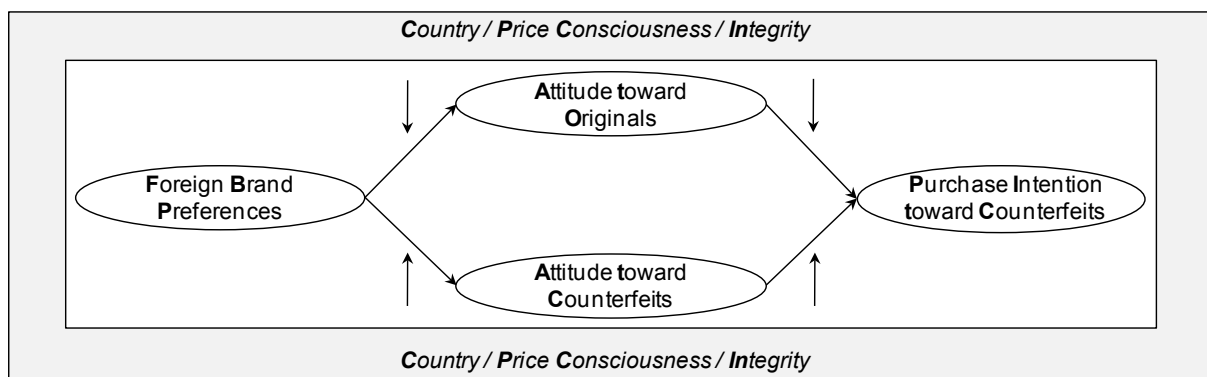 Country / Price Consciousness / Integrity
Attitude toward
Originals
Foreign Brand
Preferences
Purchase Intention
toward Counterfeits
Attitude toward
Counterfeits
Country / Price Consciousness / Integrity